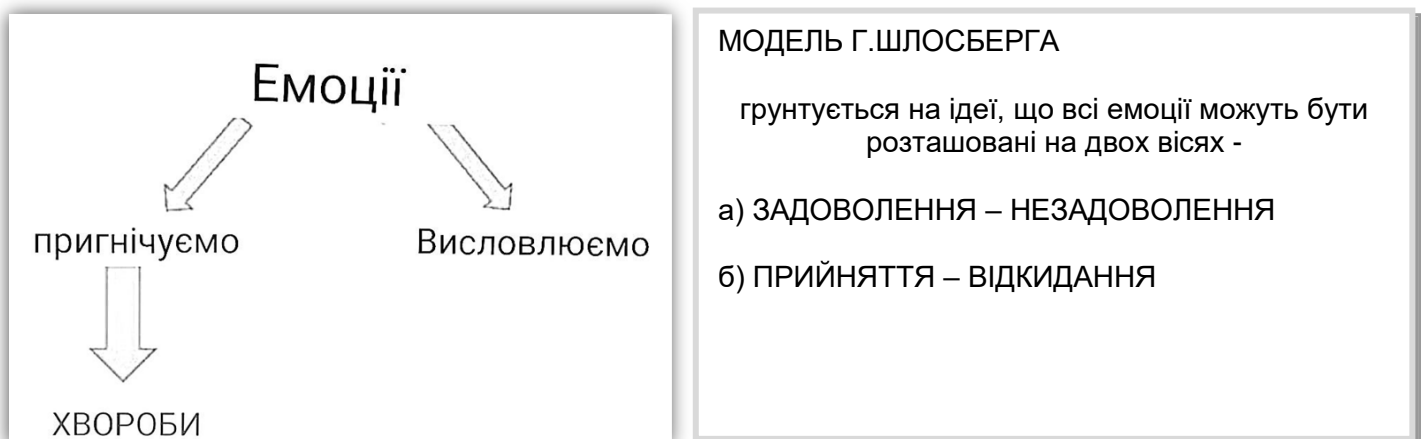 Емоції
пригнічуємо
Висловлюємо
ХВОРОБИ
МОДЕЛЬ Г.ШЛОСБЕРГА
грунтується на ідеї, що всі емоції можуть бути
розташовані на двох вісях -
а) ЗАДОВОЛЕННЯ – НЕЗАДОВОЛЕННЯ
б) ПРИЙНЯТТЯ – ВІДКИДАННЯ